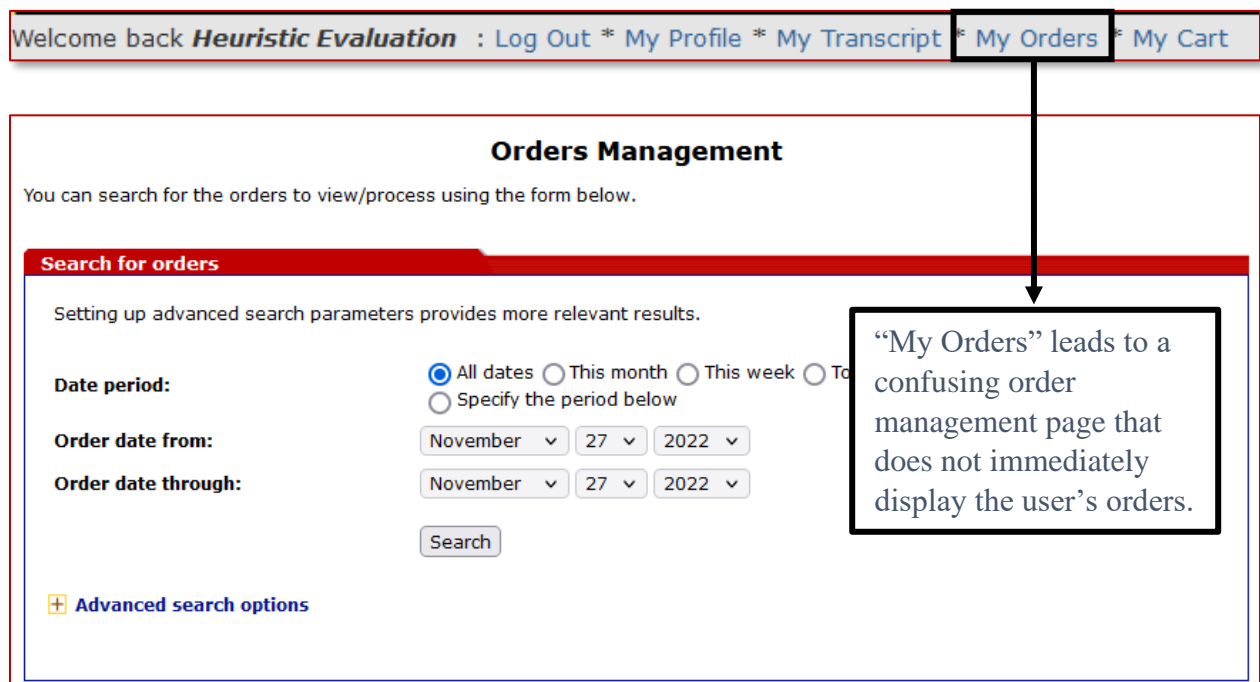 Welcome back Heuristic Evaluation : Log Out * My Profile * My Transcript * My Orders * My Cart
Orders Management
You can search for the orders to view/process using the form below.
Search for orders
Setting up advanced search parameters provides more relevant results.
Date period:
All dates This month This week
Specify the period below
Order date from:
November 27 2022
Order date through:
November 27 2022
Search
+ Advanced search options
“My Orders” leads to a
confusing order
management page that
does not immediately
display the user’s orders.